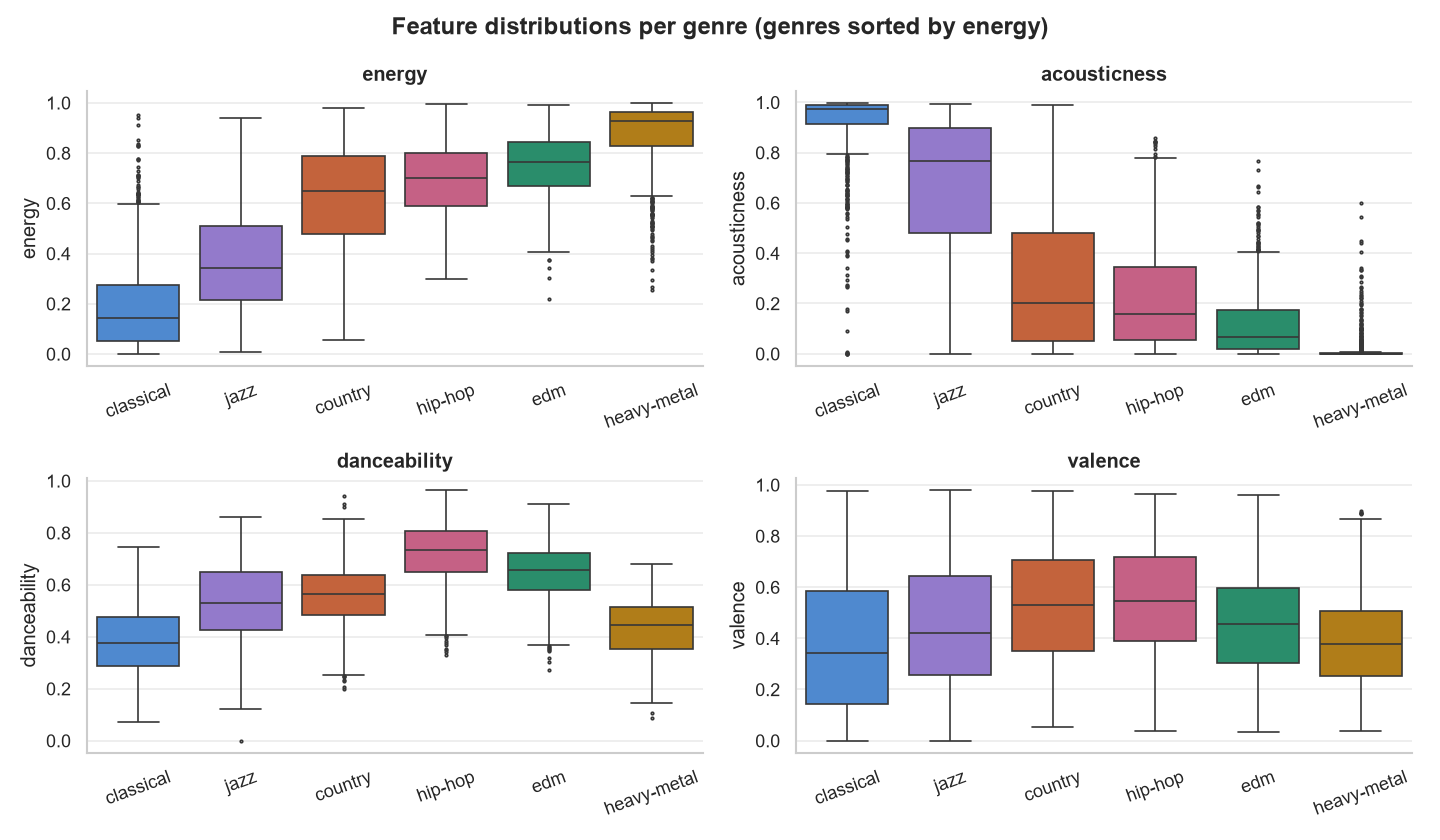 Feature distributions per genre (genres sorted by energy)
energy
energy
1.0
0.8
0.6
0.4
0.2
0.0
classical
jazz
country
hip-hop
edm
heavy-metal
acousticness
acousticness
1.0
0.8
0.6
0.4
0.2
0.0
classical
jazz
country
hip-hop
edm
heavy-metal
danceability
danceability
1.0
0.8
0.6
0.4
0.2
0.0
classical
jazz
country
hip-hop
edm
heavy-metal
valence
valence
1.0
0.8
0.6
0.4
0.2
0.0
classical
jazz
country
hip-hop
edm
heavy-metal